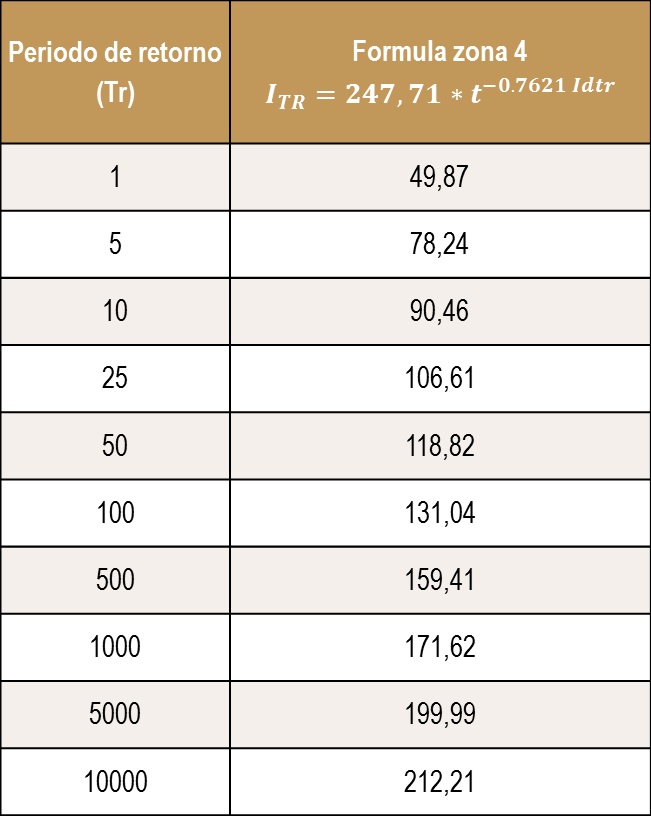 Periodo de retorno
(Tr)
Formula zona 4
I_TR = 247,71 * t^−0.7621 Idtr
1 49,87
5 78,24
10 90,46
25 106,61
50 118,82
100 131,04
500 159,41
1000 171,62
5000 199,99
10000 212,21